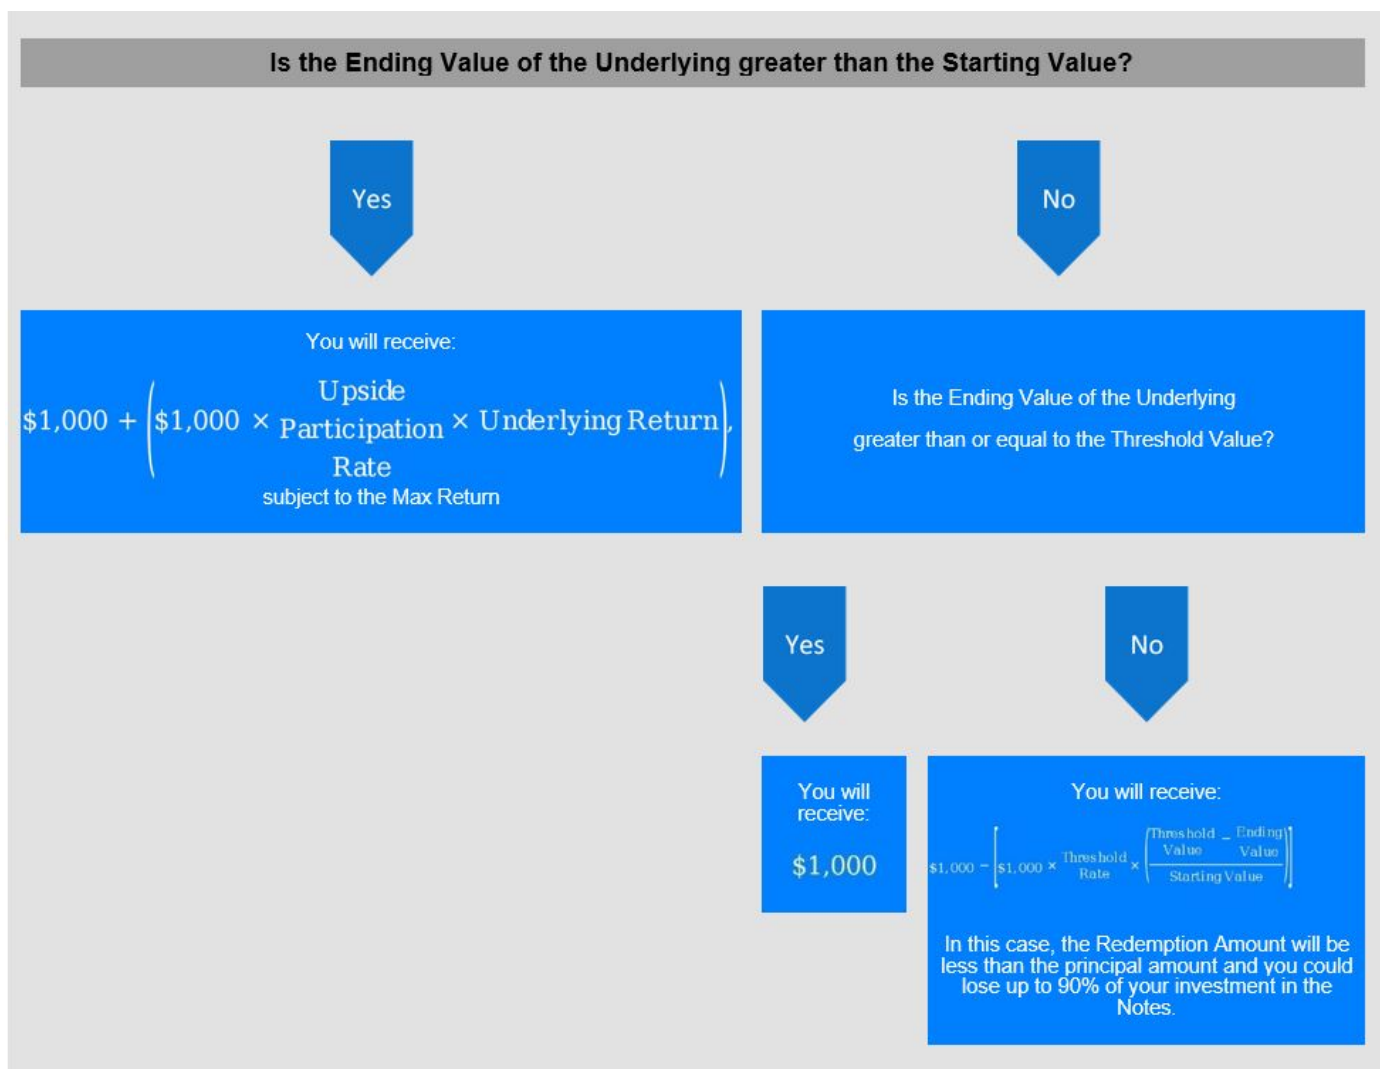 Is the Ending Value of the Underlying greater than the Starting Value?
Yes
No
You will receive:
$1,000 + ($1,000 × Upside Participation Rate × Underlying Return),
subject to the Max Return
Is the Ending Value of the Underlying
greater than or equal to the Threshold Value?
Yes
No
You will
receive:
$1,000
You will receive:
$1,000 − [$1,000 × Threshold Rate × (Threshold Value − Ending Value / Starting Value)]
In this case, the Redemption Amount will be
less than the principal amount and you could
lose up to 90% of your investment in the
Notes.